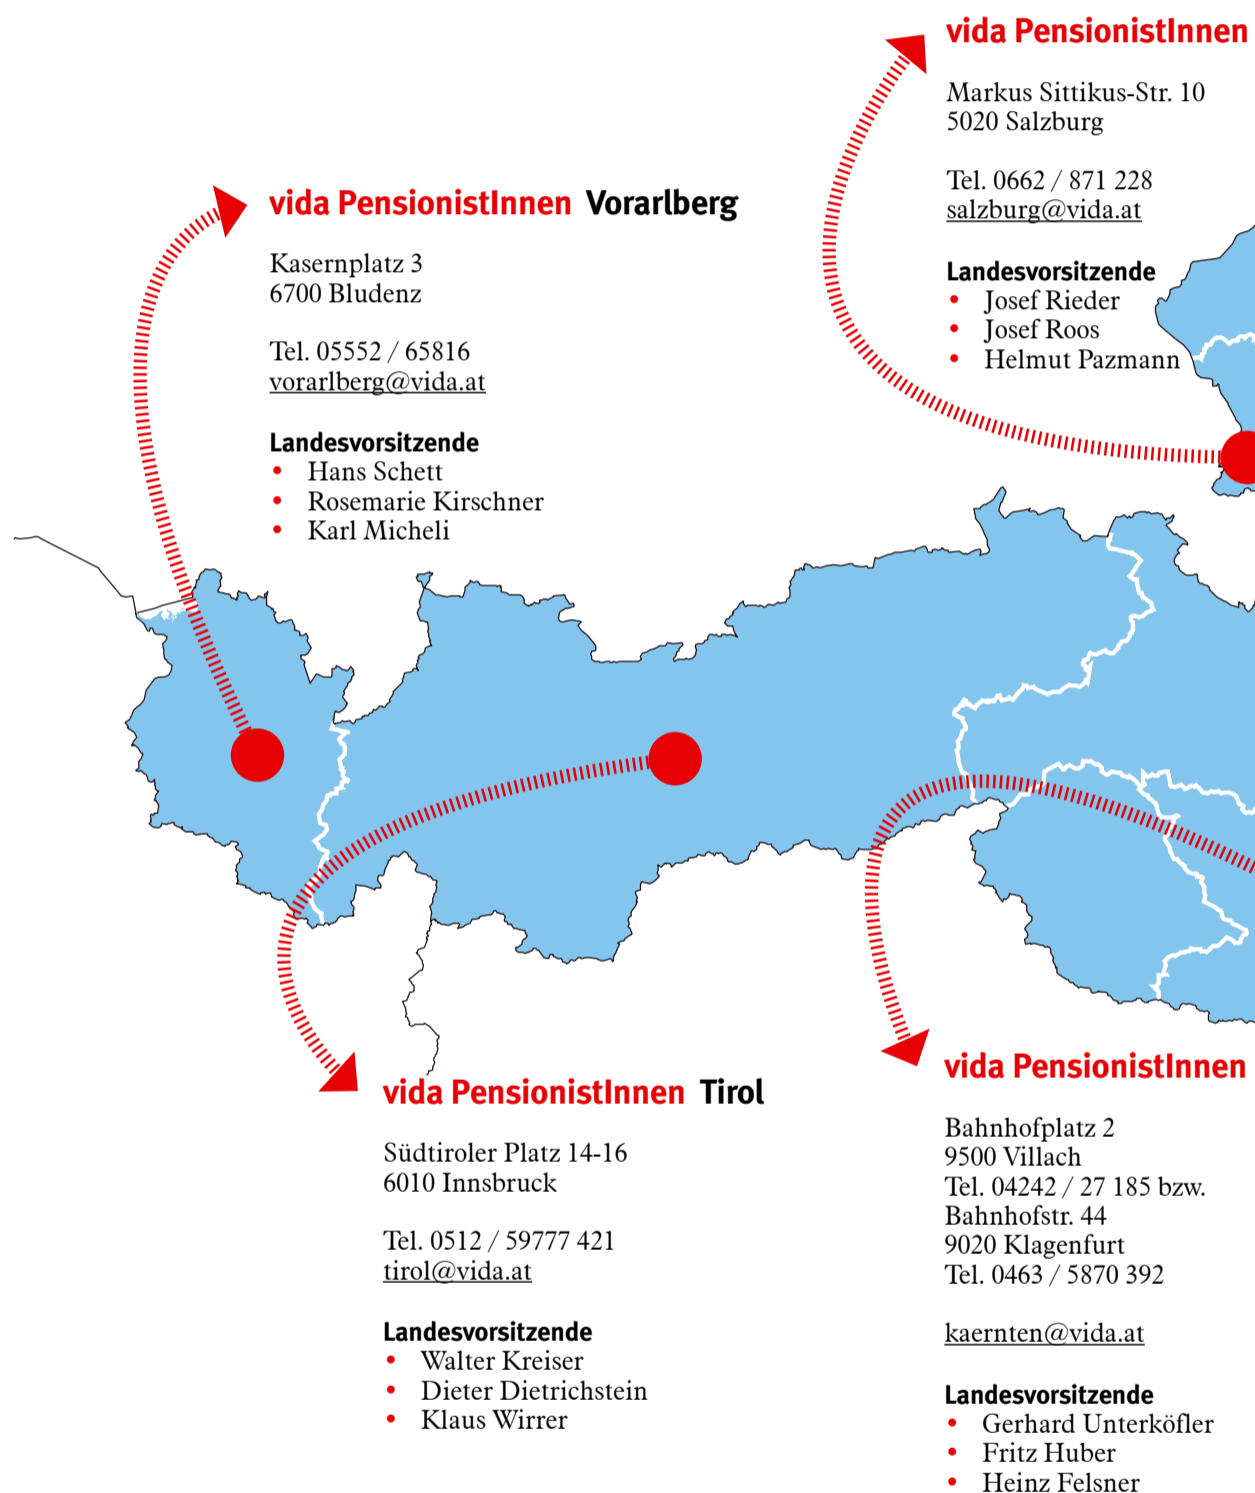 vida PensionistInnen
Markus Sittikus-Str. 10
5020 Salzburg
Tel. 0662 / 871 228
salzburg@vida.at
Landesvorsitzende
• Josef Rieder
• Josef Roos
• Helmut Pazmann
vida PensionistInnen Vorarlberg
Kasernplatz 3
6700 Bludenz
Tel. 05552 / 65816
vorarlberg@vida.at
Landesvorsitzende
• Hans Schett
• Rosemarie Kirschner
• Karl Micheli
vida PensionistInnen Tirol
Südtiroler Platz 14-16
6010 Innsbruck
Tel. 0512 / 59777 421
tirol@vida.at
Landesvorsitzende
• Walter Kreiser
• Dieter Dietrichstein
• Klaus Wirrer
vida PensionistInnen
Bahnhofplatz 2
9500 Villach
Tel. 04242 / 27 185 bzw.
Bahnhofstr. 44
9020 Klagenfurt
Tel. 0463 / 5870 392
kaernten@vida.at
Landesvorsitzende
• Gerhard Unterköfler
• Fritz Huber
• Heinz Felsner